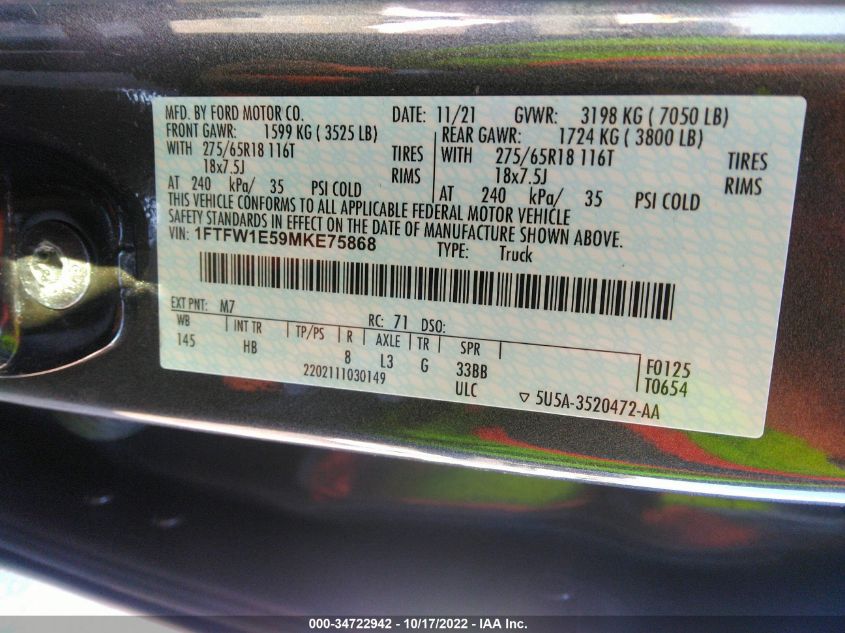 MFD. BY FORD MOTOR CO. DATE: 11/21 GVWR: 3198 KG ( 7050 LB)
FRONT GAWR: 1599 KG ( 3525 LB) REAR GAWR: 1724 KG ( 3800 LB)
WITH 275/65R18 116T TIRES WITH 275/65R18 116T TIRES
18x7.5J RIMS 18x7.5J RIMS
AT 240 kPa/ 35 PSI COLD AT 240 kPa/ 35 PSI COLD
THIS VEHICLE CONFORMS TO ALL APPLICABLE FEDERAL MOTOR VEHICLE
SAFETY STANDARDS IN EFFECT ON THE DATE OF MANUFACTURE SHOWN ABOVE.
VIN: 1FTFW1E59MKE75868 TYPE: Truck
EXT PNT: M7 RC: 71 DSO:
WB INT TR TP/PS R AXLE TR SPR
145 HB 8 L3 G 33BB F0125
2202111030149 ULC T0654
▽ 5U5A-3520472-AA
000-34722942 - 10/17/2022 - IAA Inc.